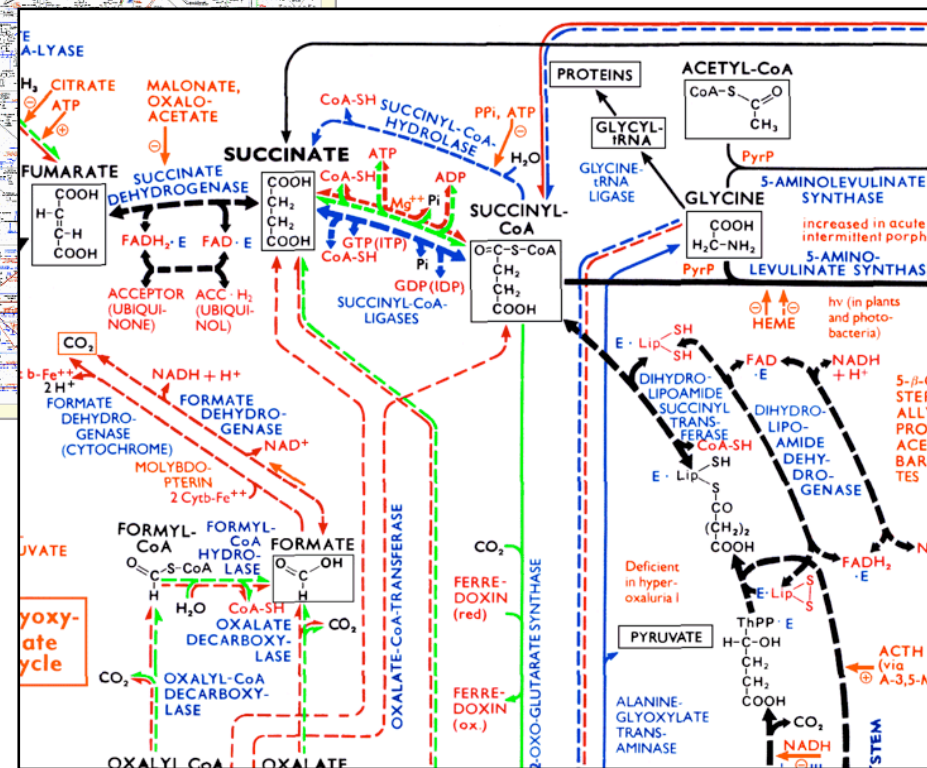 A-LYASE
CITRATE
ATP
⊖
⊕
MALONATE,
OXALO-
ACETATE
⊖
FUMARATE
COOH
H-C
C-H
COOH
SUCCINATE
DEHYDROGENASE
FADH₂·E
FAD·E
ACCEPTOR
(UBIQUI-
NONE)
ACC·H₂
(UBIQUI-
NOL)
SUCCINATE
COOH
CH₂
CH₂
COOH
CoA-SH
SUCCINYL-CoA-
HYDROLASE
PPi, ATP
⊖
H₂O
ATP
CoA-SH
Mg⁺⁺
Pi
ADP
GTP(ITP)
CoA-SH
Pi
GDP(IDP)
SUCCINYL-CoA-
LIGASES
SUCCINYL-
CoA
O=C-S-CoA
CH₂
CH₂
COOH
PROTEINS
GLYCYL-
tRNA
GLYCINE-
tRNA
LIGASE
ACETYL-CoA
CoA-S
C
O
CH₃
PyrP
5-AMINOLEVULINATE
SYNTHASE
GLYCINE
COOH
H₂C-NH₂
increased in acute
intermittent porph
5-AMINO-
LEVULINATE SYNTHAS
PyrP
⊖
⊖
HEME
hν (in plants
and photo-
bacteria)
CO₂
b-Fe⁺⁺
2 H⁺
FORMATE
DEHYDRO-
GENASE
(CYTOCHROME)
NADH + H⁺
FORMATE
DEHYDRO-
GENASE
NAD⁺
MOLYBDO-
PTERIN
2 Cytb-Fe⁺⁺
E·Lip
SH
SH
FAD
·E
NADH
+ H⁺
DIHYDRO-
LIPOAMIDE
SUCCINYL
TRANS-
FERASE
CoA-SH
DIHYDRO-
LIPO-
AMIDE
DEHY-
DRO-
GENASE
E·Lip
SH
S
CO
(CH₂)₂
COOH
FADH₂
·E
FORMYL-
CoA
O
C
S-CoA
H
FORMYL-
CoA
HYDRO-
LASE
H₂O
CoA-SH
FORMATE
O
OH
C
H
OXALATE
DECARBOXY-
LASE
CO₂
CO₂
OXALYL-CoA
DECARBOXY-
LASE
OXALYL CoA
OXALATE
OXALATE-CoA-TRANSFERASE
CO₂
FERRE-
DOXIN
(red)
FERRE-
DOXIN
(ox.)
2-OXO-GLUTARATE SYNTHASE
Deficient
in hyper-
oxaluria I
PYRUVATE
ALANINE-
GLYOXYLATE
TRANS-
AMINASE
E·Lip
S
S
ThPP·E
H-C-OH
CH₂
CH₂
COOH
CO₂
NADH
ACTH
(via
⊕